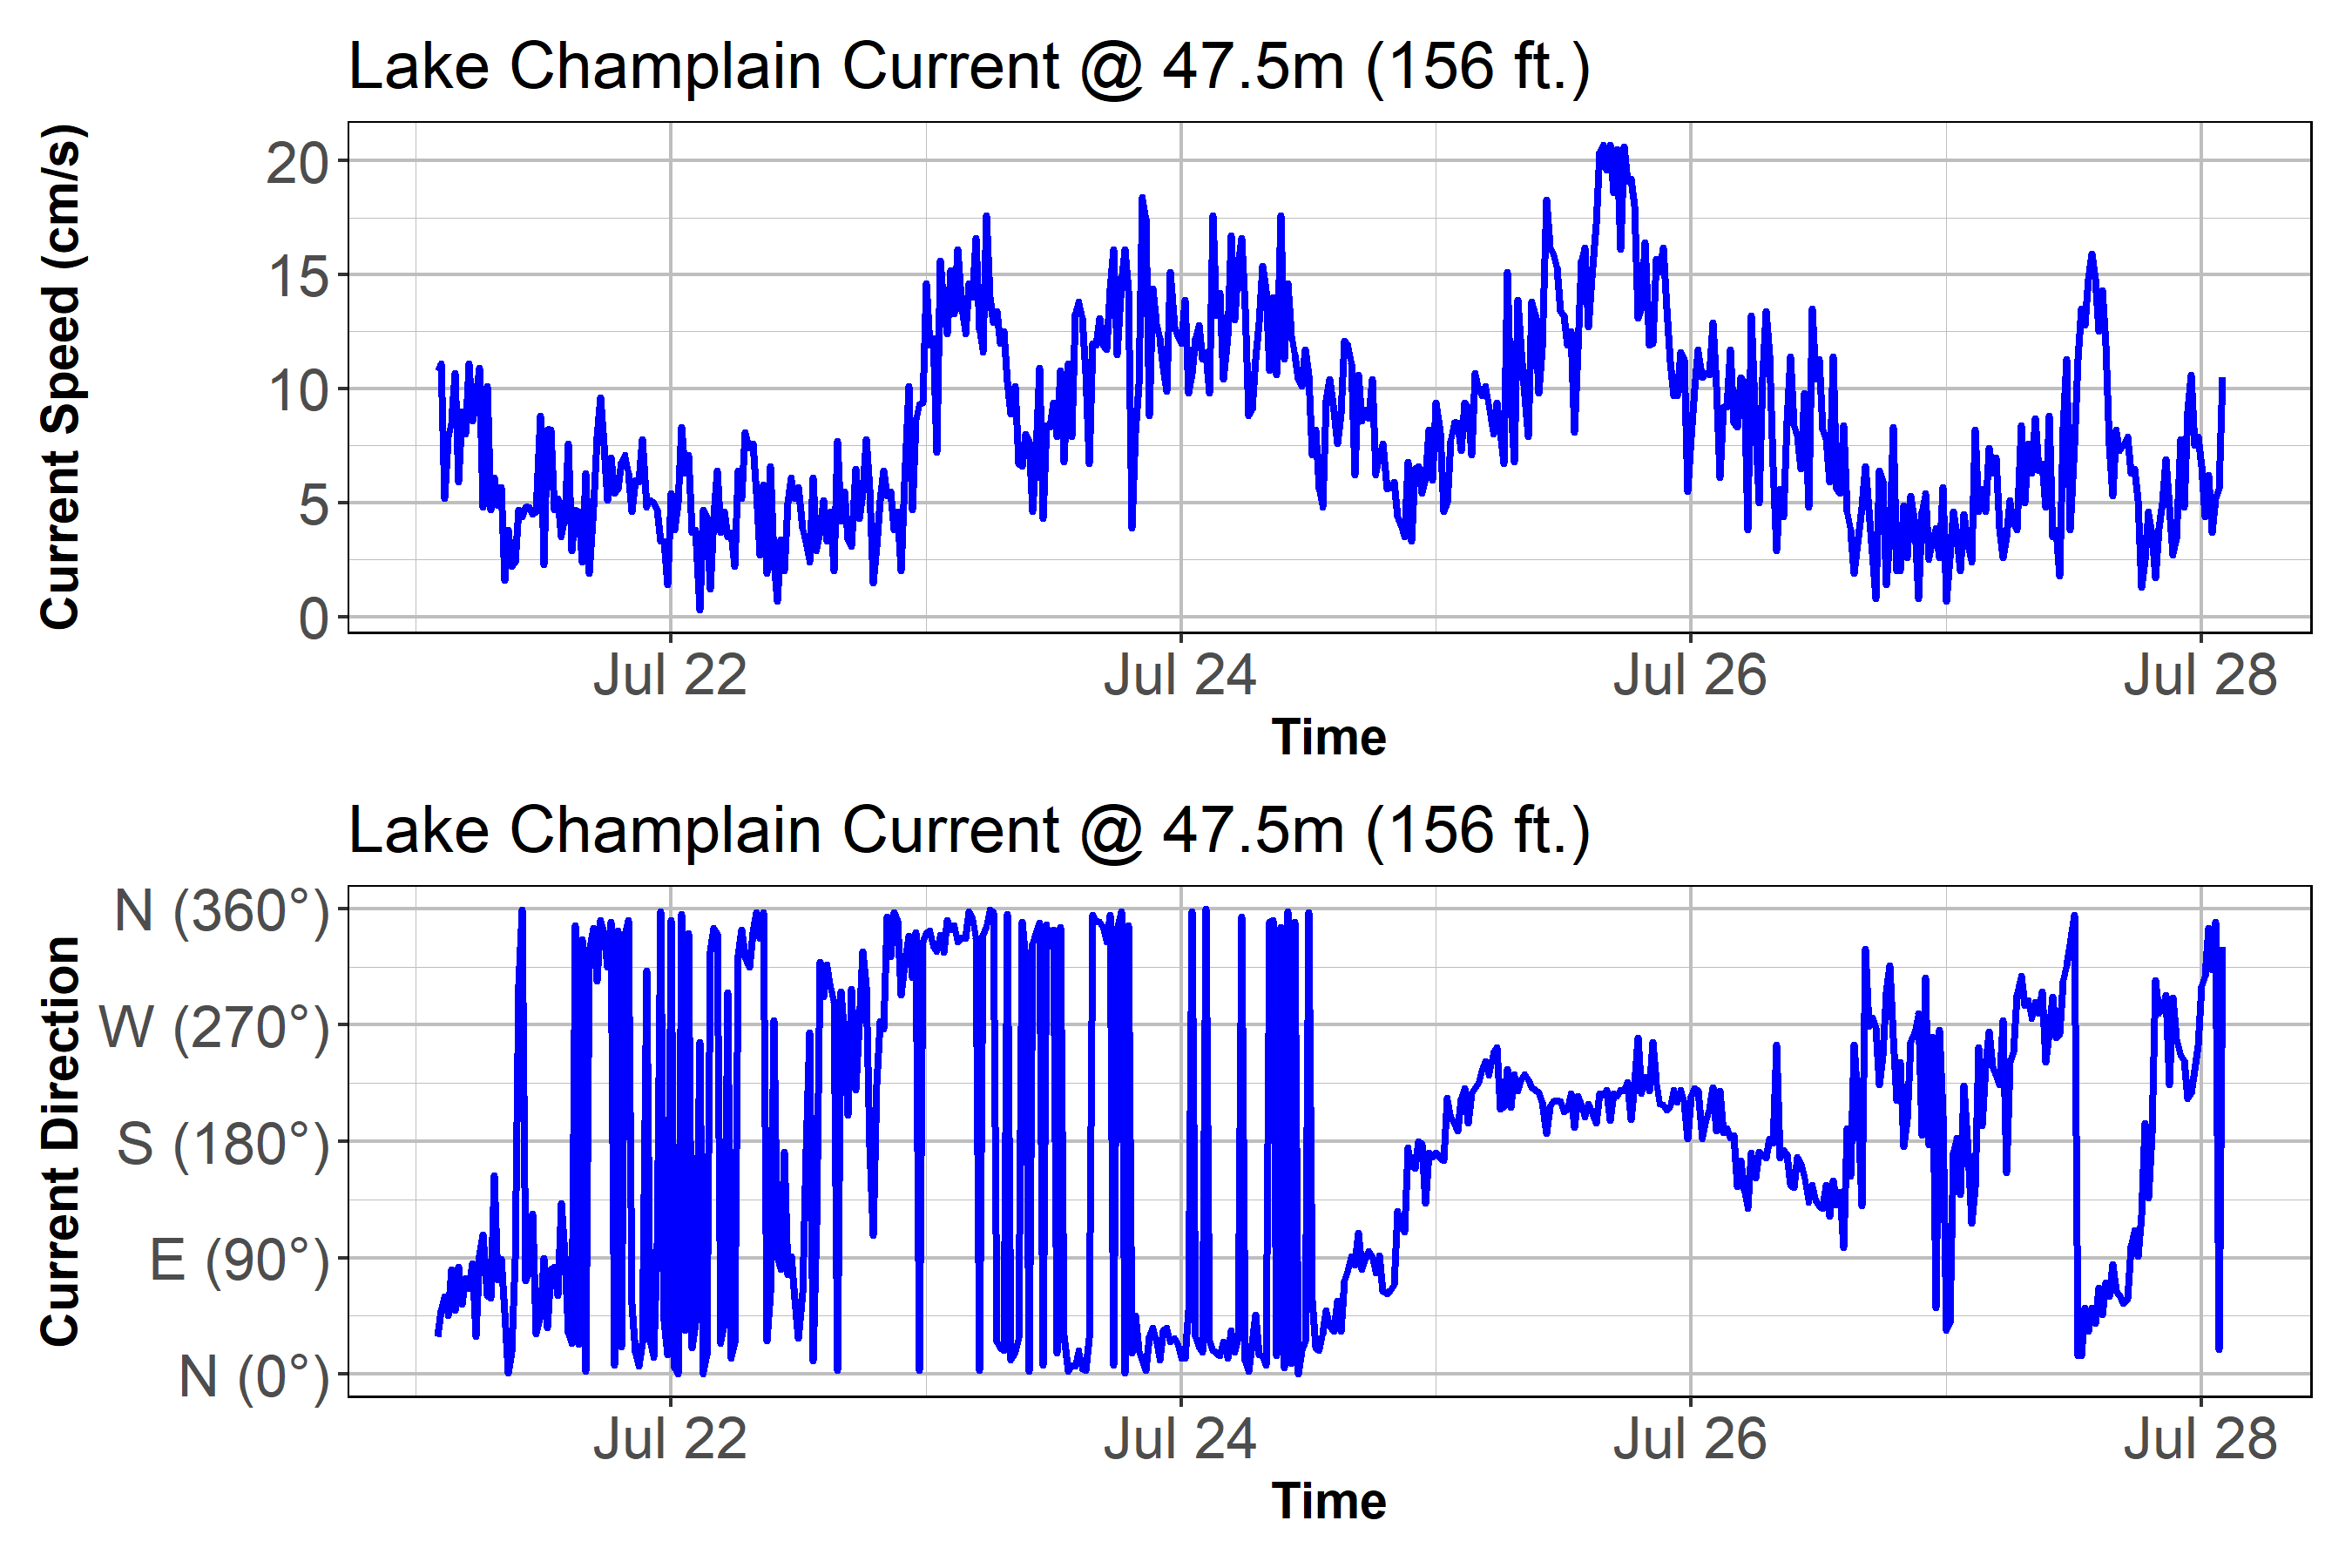 Lake Champlain Current @ 47.5m (156 ft.)
Current Speed (cm/s)
20
15
10
5
0
Jul 22 Jul 24 Jul 26 Jul 28
Time
Lake Champlain Current @ 47.5m (156 ft.)
Current Direction
N (360°)
W (270°)
S (180°)
E (90°)
N (0°)
Jul 22 Jul 24 Jul 26 Jul 28
Time